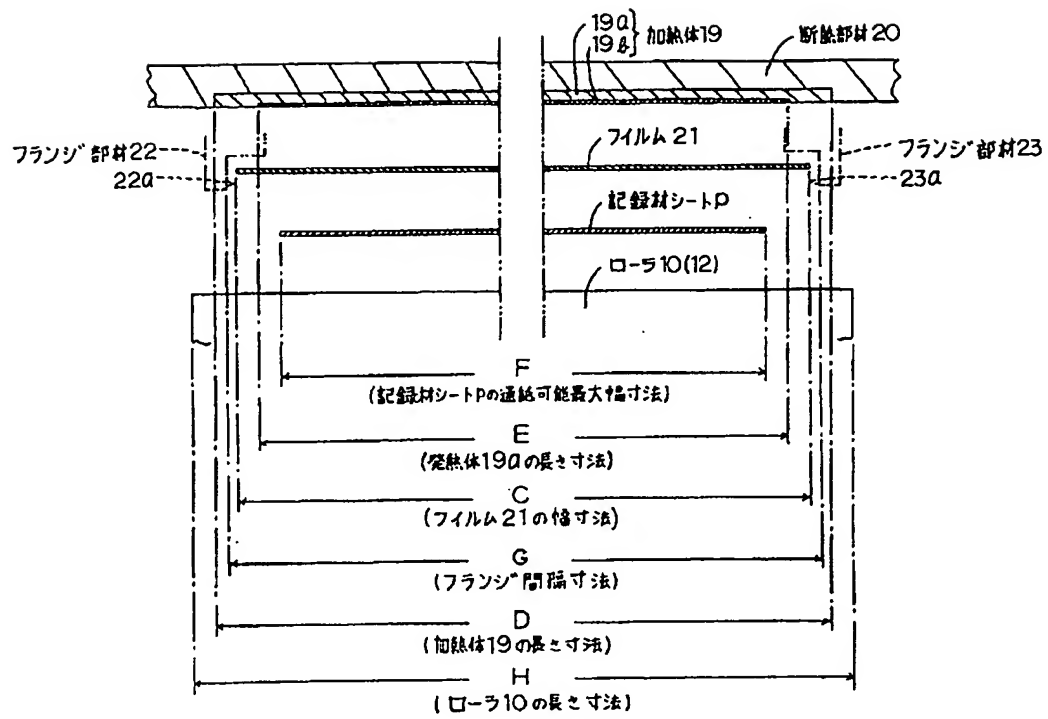 19a
19b } 加熱体19
断熱部材20
フランジ部材22
22a
フイルム21
フランジ部材23
23a
記録材シートP
ローラ10(12)
F
(記録材シートPの通紙可能最大幅寸法)
E
(発熱体19aの長さ寸法)
C
(フイルム21の幅寸法)
G
(フランジ間隔寸法)
D
(加熱体19の長さ寸法)
H
(ローラ10の長さ寸法)